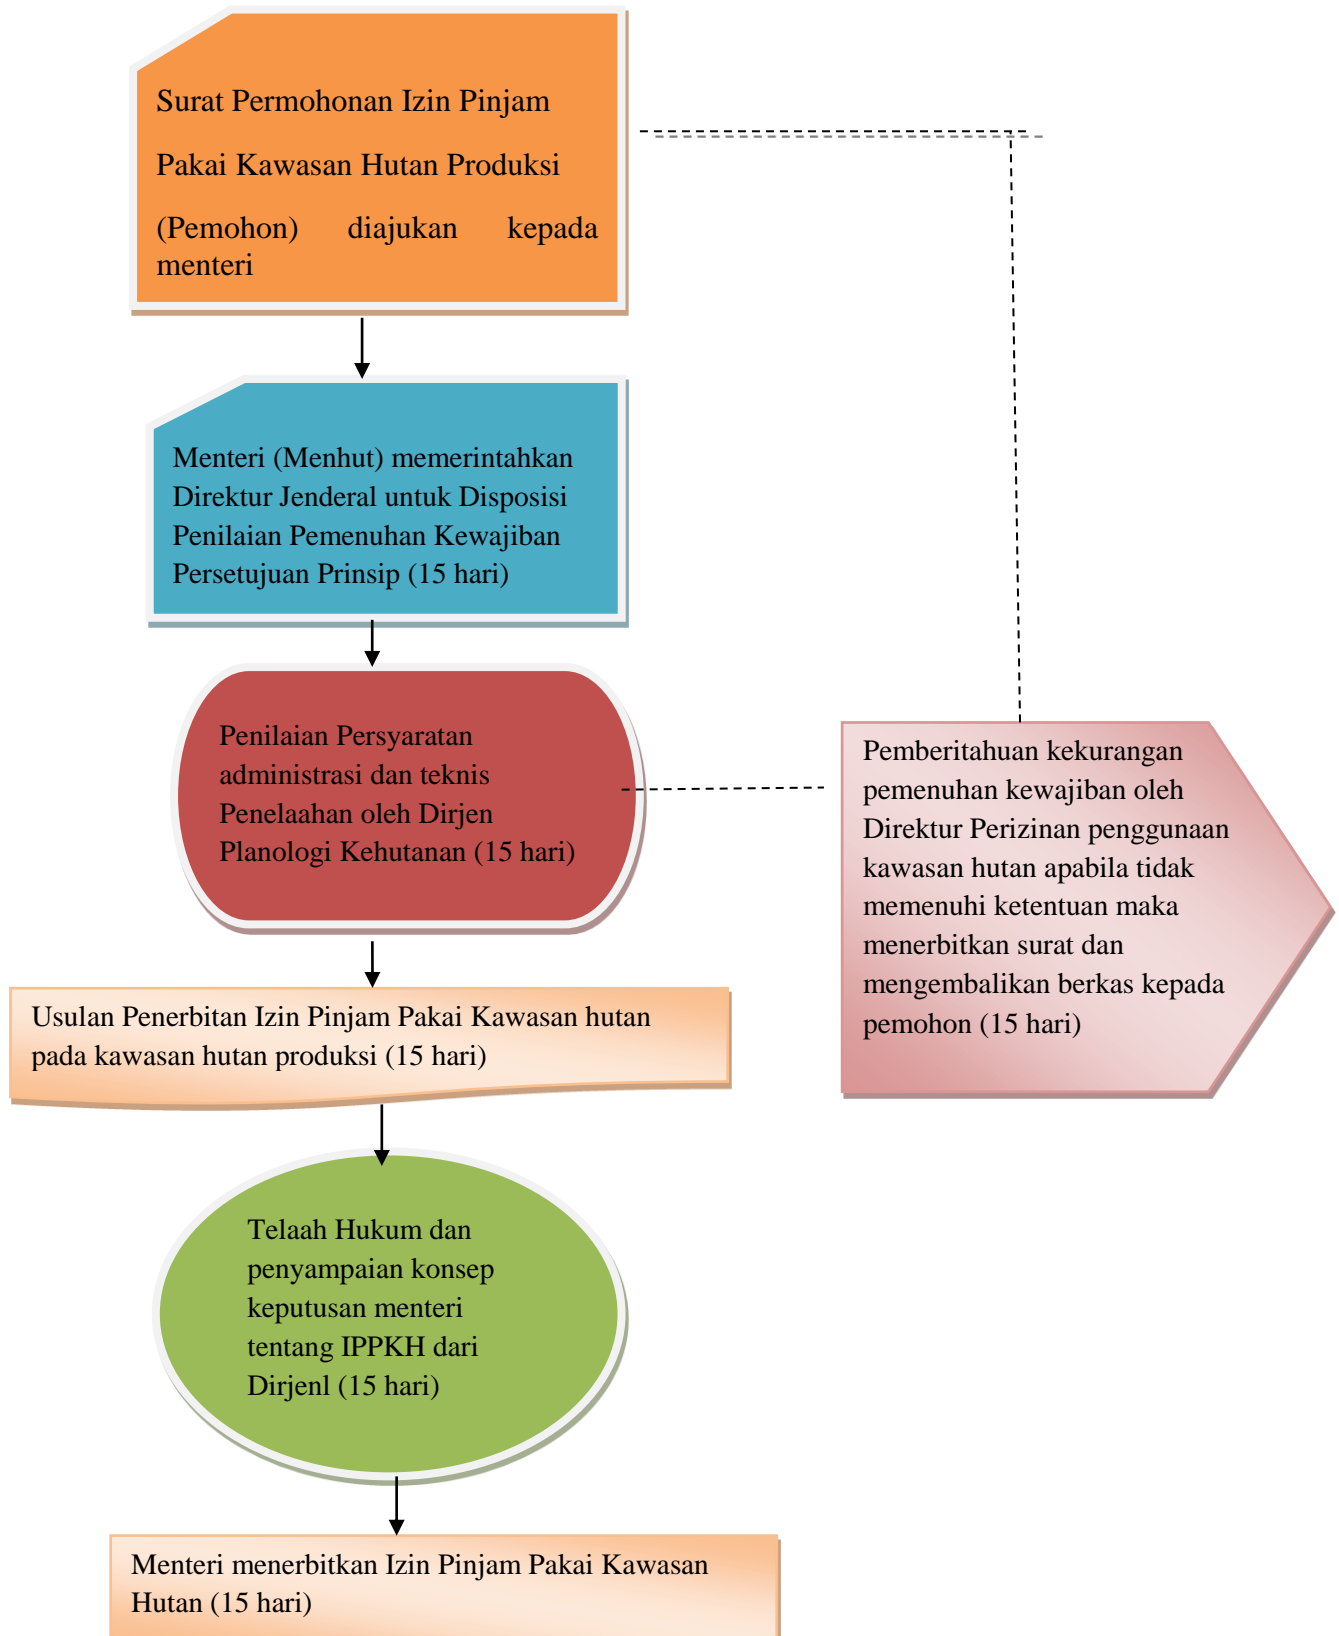 Surat Permohonan Izin Pinjam
Pakai Kawasan Hutan Produksi
(Pemohon) diajukan kepada
menteri
Menteri (Menhut) memerintahkan
Direktur Jenderal untuk Disposisi
Penilaian Pemenuhan Kewajiban
Persetujuan Prinsip (15 hari)
Penilaian Persyaratan
administrasi dan teknis
Penelaahan oleh Dirjen
Planologi Kehutanan (15 hari)
Pemberitahuan kekurangan
pemenuhan kewajiban oleh
Direktur Perizinan penggunaan
kawasan hutan apabila tidak
memenuhi ketentuan maka
menerbitkan surat dan
mengembalikan berkas kepada
pemohon (15 hari)
Usulan Penerbitan Izin Pinjam Pakai Kawasan hutan
pada kawasan hutan produksi (15 hari)
Telaah Hukum dan
penyampaian konsep
keputusan menteri
tentang IPPKH dari
Dirjenl (15 hari)
Menteri menerbitkan Izin Pinjam Pakai Kawasan
Hutan (15 hari)